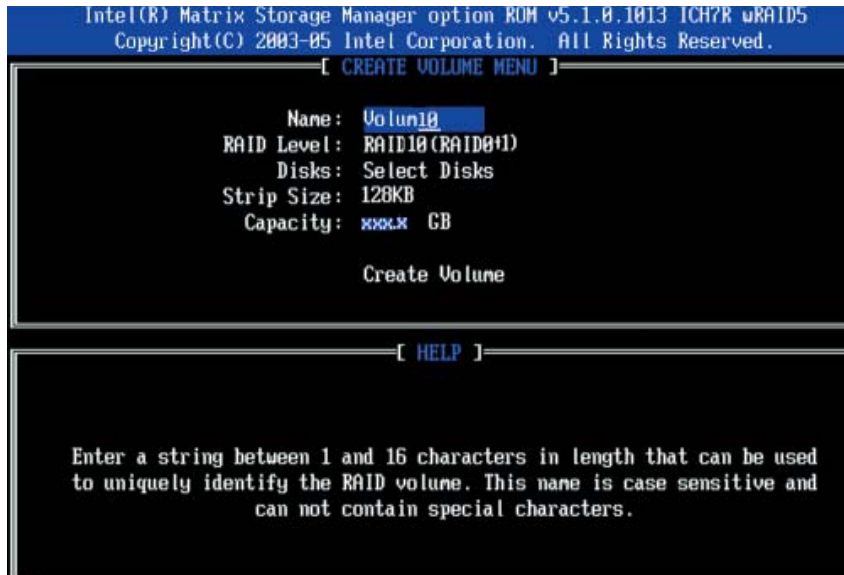 Intel(R) Matrix Storage Manager option ROM v5.1.0.1013 ICH7R wRAID5
Copyright(C) 2003-05 Intel Corporation. All Rights Reserved.
[ CREATE VOLUME MENU ]
Name: Volum10
RAID Level: RAID10(RAID0+1)
Disks: Select Disks
Strip Size: 128KB
Capacity: xxx.x GB
Create Volume
[ HELP ]
Enter a string between 1 and 16 characters in length that can be used
to uniquely identify the RAID volume. This name is case sensitive and
can not contain special characters.